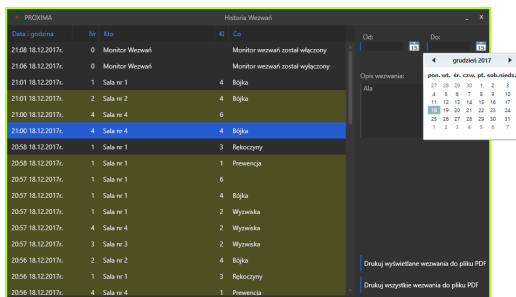 PROXIMA Historia Wezwań _ X
Data i godzina Nr Kto Kl Co
21:08 18.12.2017r. 0 Monitor Wezwań Monitor wezwań został włączony
21:06 18.12.2017r. 0 Monitor Wezwań Monitor wezwań został wyłączony
21:01 18.12.2017r. 1 Sala nr 1 4 Bójka
21:01 18.12.2017r. 2 Sala nr 2 4 Bójka
21:00 18.12.2017r. 4 Sala nr 4 6
21:00 18.12.2017r. 4 Sala nr 4 4 Bójka
20:58 18.12.2017r. 1 Sala nr 1 3 Rękoczyny
20:58 18.12.2017r. 1 Sala nr 1 1 Prewencja
20:57 18.12.2017r. 1 Sala nr 1 6
20:57 18.12.2017r. 1 Sala nr 1 4 Bójka
20:57 18.12.2017r. 1 Sala nr 1 2 Wyzwiska
20:57 18.12.2017r. 4 Sala nr 4 2 Wyzwiska
20:57 18.12.2017r. 3 Sala nr 3 2 Wyzwiska
20:56 18.12.2017r. 2 Sala nr 2 4 Bójka
20:56 18.12.2017r. 1 Sala nr 1 3 Rękoczyny
20:56 18.12.2017r. 4 Sala nr 4 1 Prewencja
Od: Do:
15 15
grudzień 2017
pon. wt. śr. czw. pt. sob. niedz.
27 28 29 30 1 2 3
4 5 6 7 8 9 10
11 12 13 14 15 16 17
18 19 20 21 22 23 24
25 26 27 28 29 30 31
1 2 3 4 5 6 7
Opis wezwania:
Ala
Drukuj wyświetlane wezwania do pliku PDF
Drukuj wszystkie wezwania do pliku PDF